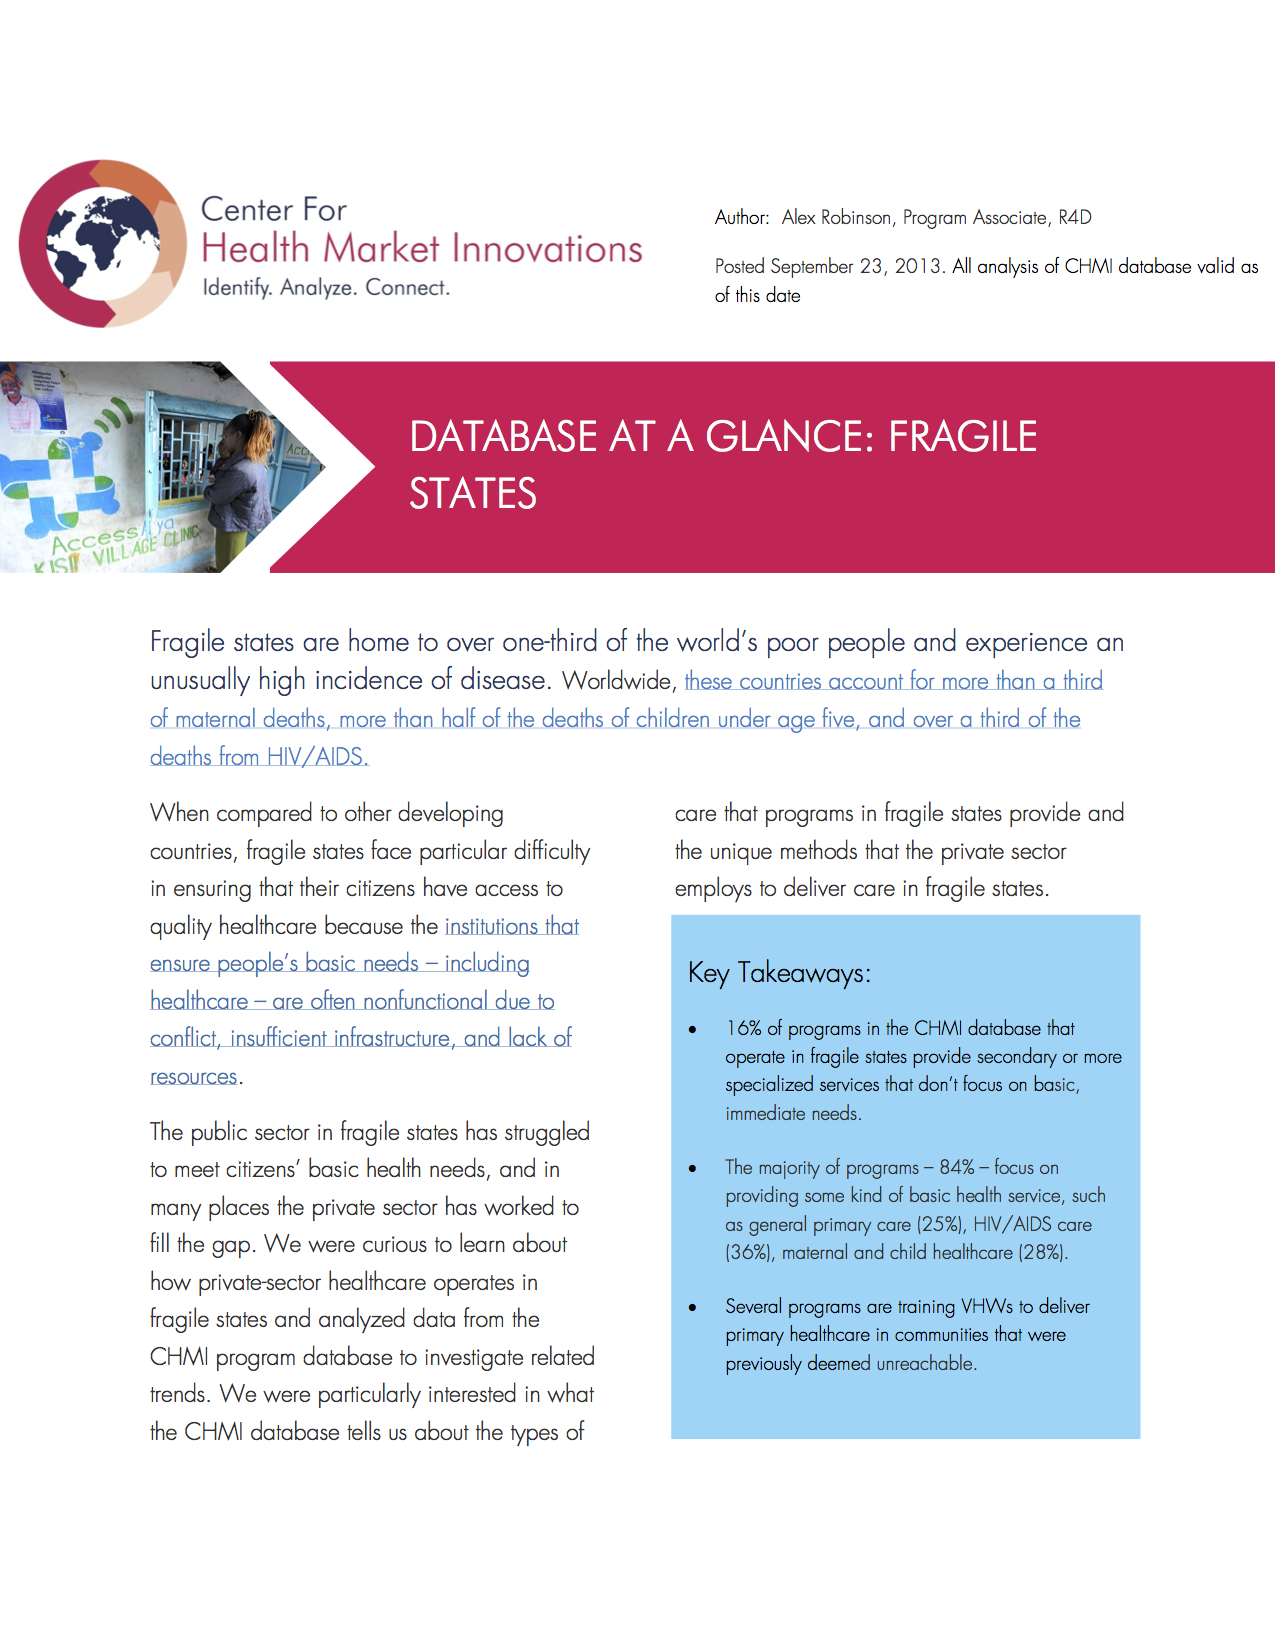 Center For
Health Market Innovations
Identify. Analyze. Connect.
Author: Alex Robinson, Program Associate, R4D
Posted September 23, 2013. All analysis of CHMI database valid as
of this date
Access Afya
KISII VILLAGE CLINIC
ACCE
DATABASE AT A GLANCE: FRAGILE
STATES
Fragile states are home to over one-third of the world’s poor people and experience an
unusually high incidence of disease. Worldwide, these countries account for more than a third
of maternal deaths, more than half of the deaths of children under age five, and over a third of the
deaths from HIV/AIDS.
When compared to other developing
countries, fragile states face particular difficulty
in ensuring that their citizens have access to
quality healthcare because the institutions that
ensure people’s basic needs – including
healthcare – are often nonfunctional due to
conflict, insufficient infrastructure, and lack of
resources.
The public sector in fragile states has struggled
to meet citizens’ basic health needs, and in
many places the private sector has worked to
fill the gap. We were curious to learn about
how private-sector healthcare operates in
fragile states and analyzed data from the
CHMI program database to investigate related
trends. We were particularly interested in what
the CHMI database tells us about the types of
care that programs in fragile states provide and
the unique methods that the private sector
employs to deliver care in fragile states.
Key Takeaways:
• 16% of programs in the CHMI database that
operate in fragile states provide secondary or more
specialized services that don’t focus on basic,
immediate needs.
• The majority of programs – 84% – focus on
providing some kind of basic health service, such
as general primary care (25%), HIV/AIDS care
(36%), maternal and child healthcare (28%).
• Several programs are training VHWs to deliver
primary healthcare in communities that were
previously deemed unreachable.